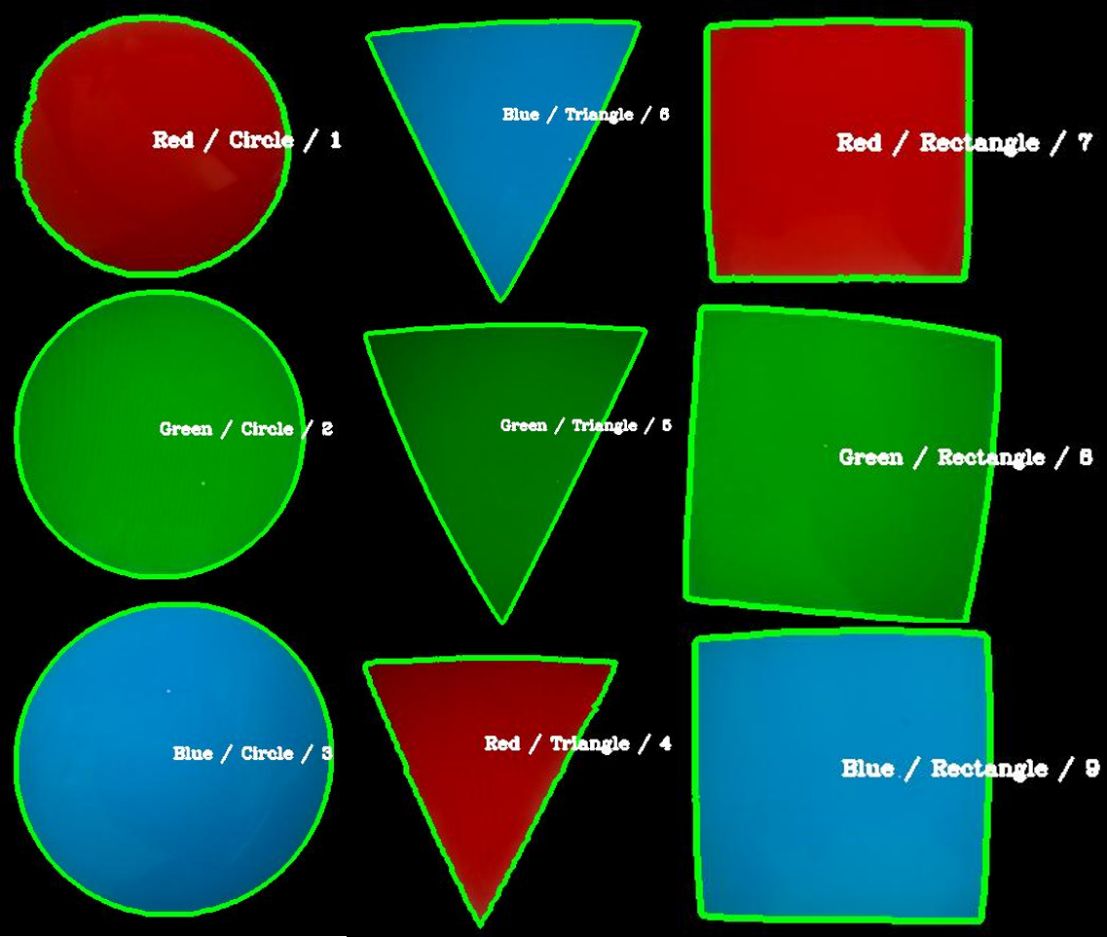 Red / Circle / 1
Blue / Triangle / 6
Red / Rectangle / 7
Green / Circle / 2
Green / Triangle / 5
Green / Rectangle / 8
Blue / Circle / 3
Red / Triangle / 4
Blue / Rectangle / 9